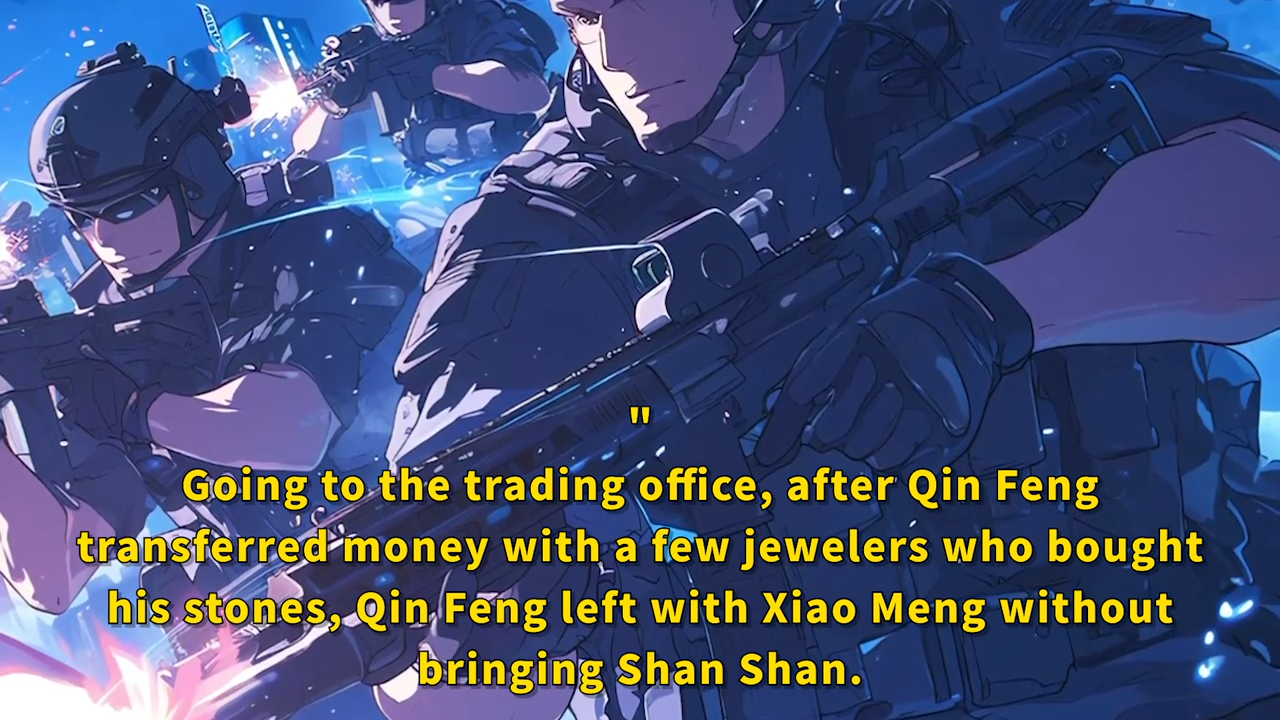 "
Going to the trading office, after Qin Feng
transferred money with a few jewelers who bought
his stones, Qin Feng left with Xiao Meng without
bringing Shan Shan.